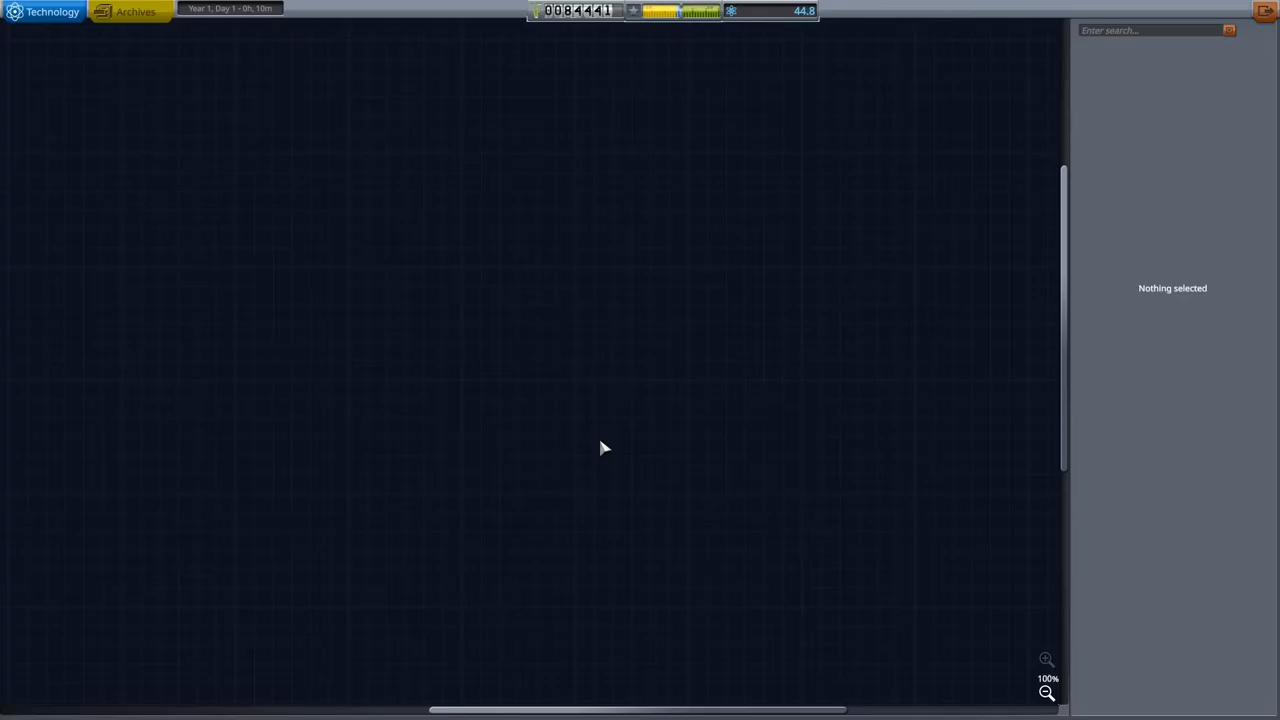 Technology Archives Year 1, Day 1 - 0h, 10m 0084441 44.8
Enter search...
Nothing selected
100%